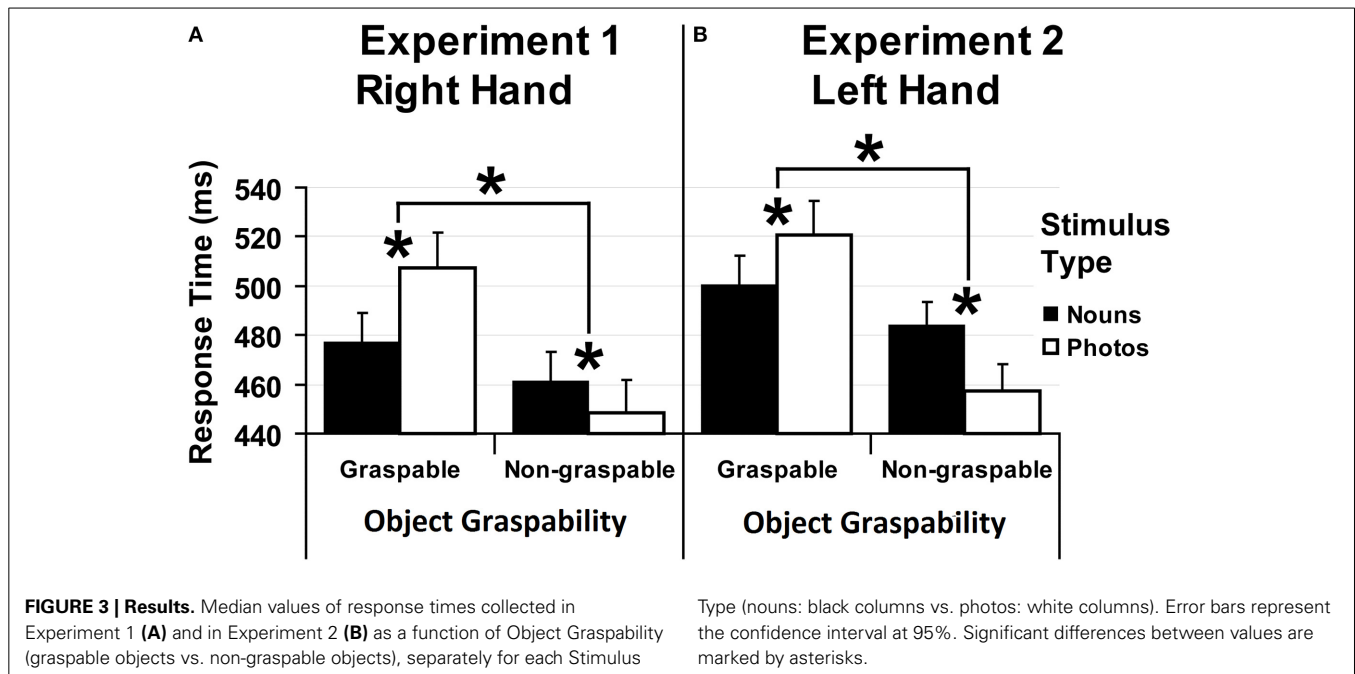 A
Experiment 1
Right Hand
B
Experiment 2
Left Hand
Response Time (ms)
540
520
500
480
460
440
*
*
*
*
*
*
Graspable
Non-graspable
Object Graspability
Graspable
Non-graspable
Object Graspability
Stimulus
Type
Nouns
Photos
FIGURE 3 | Results. Median values of response times collected in
Experiment 1 (A) and in Experiment 2 (B) as a function of Object Graspability
(graspable objects vs. non-graspable objects), separately for each Stimulus
Type (nouns: black columns vs. photos: white columns). Error bars represent
the confidence interval at 95%. Significant differences between values are
marked by asterisks.